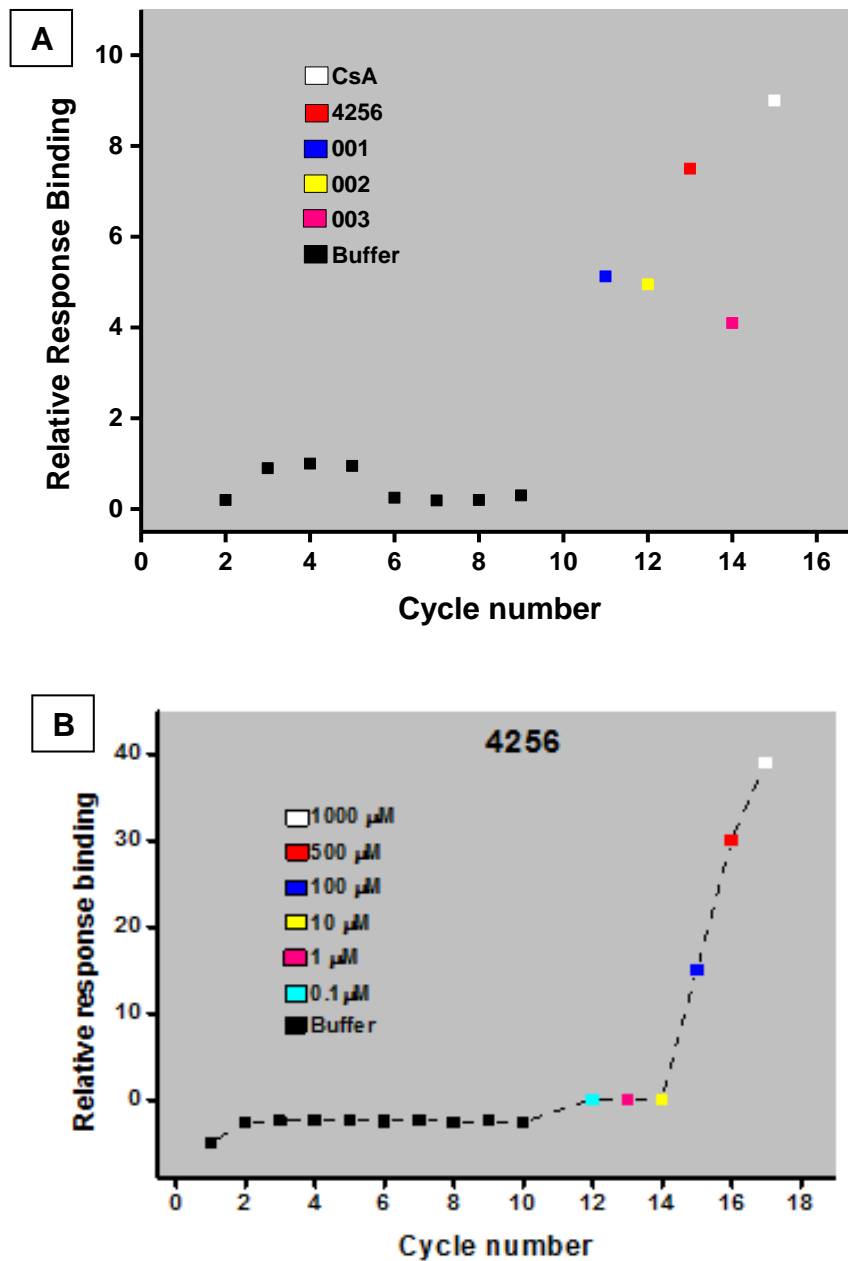 A
Relative Response Binding
10
8
6
4
2
0
CsA
4256
001
002
003
Buffer
0 2 4 6 8 10 12 14 16
Cycle number
B
4256
Relative response binding
40
30
20
10
0
1000 µM
500 µM
100 µM
10 µM
1 µM
0.1µM
Buffer
0 2 4 6 8 10 12 14 16 18
Cycle number